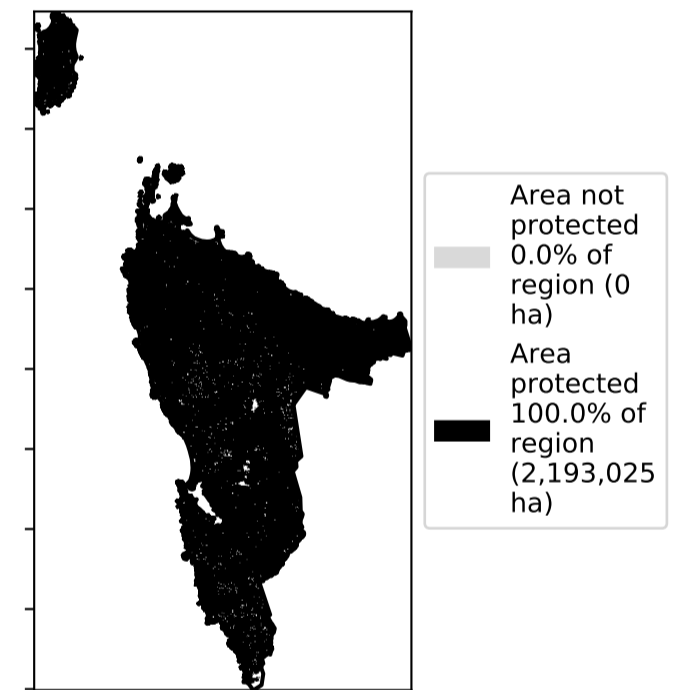 Area not
protected
0.0% of
region (0
ha)
Area
protected
100.0% of
region
(2,193,025
ha)